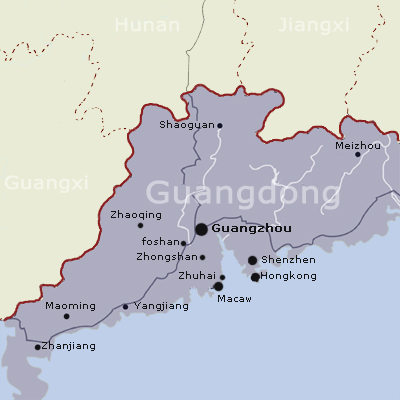 Hunan
Jiangxi
Shaoguan
Meizhou
Guangxi
Guangdong
Zhaoqing
Guangzhou
foshan
Zhongshan
Shenzhen
Zhuhai
Hongkong
Macaw
Maoming
Yangjiang
Zhanjiang